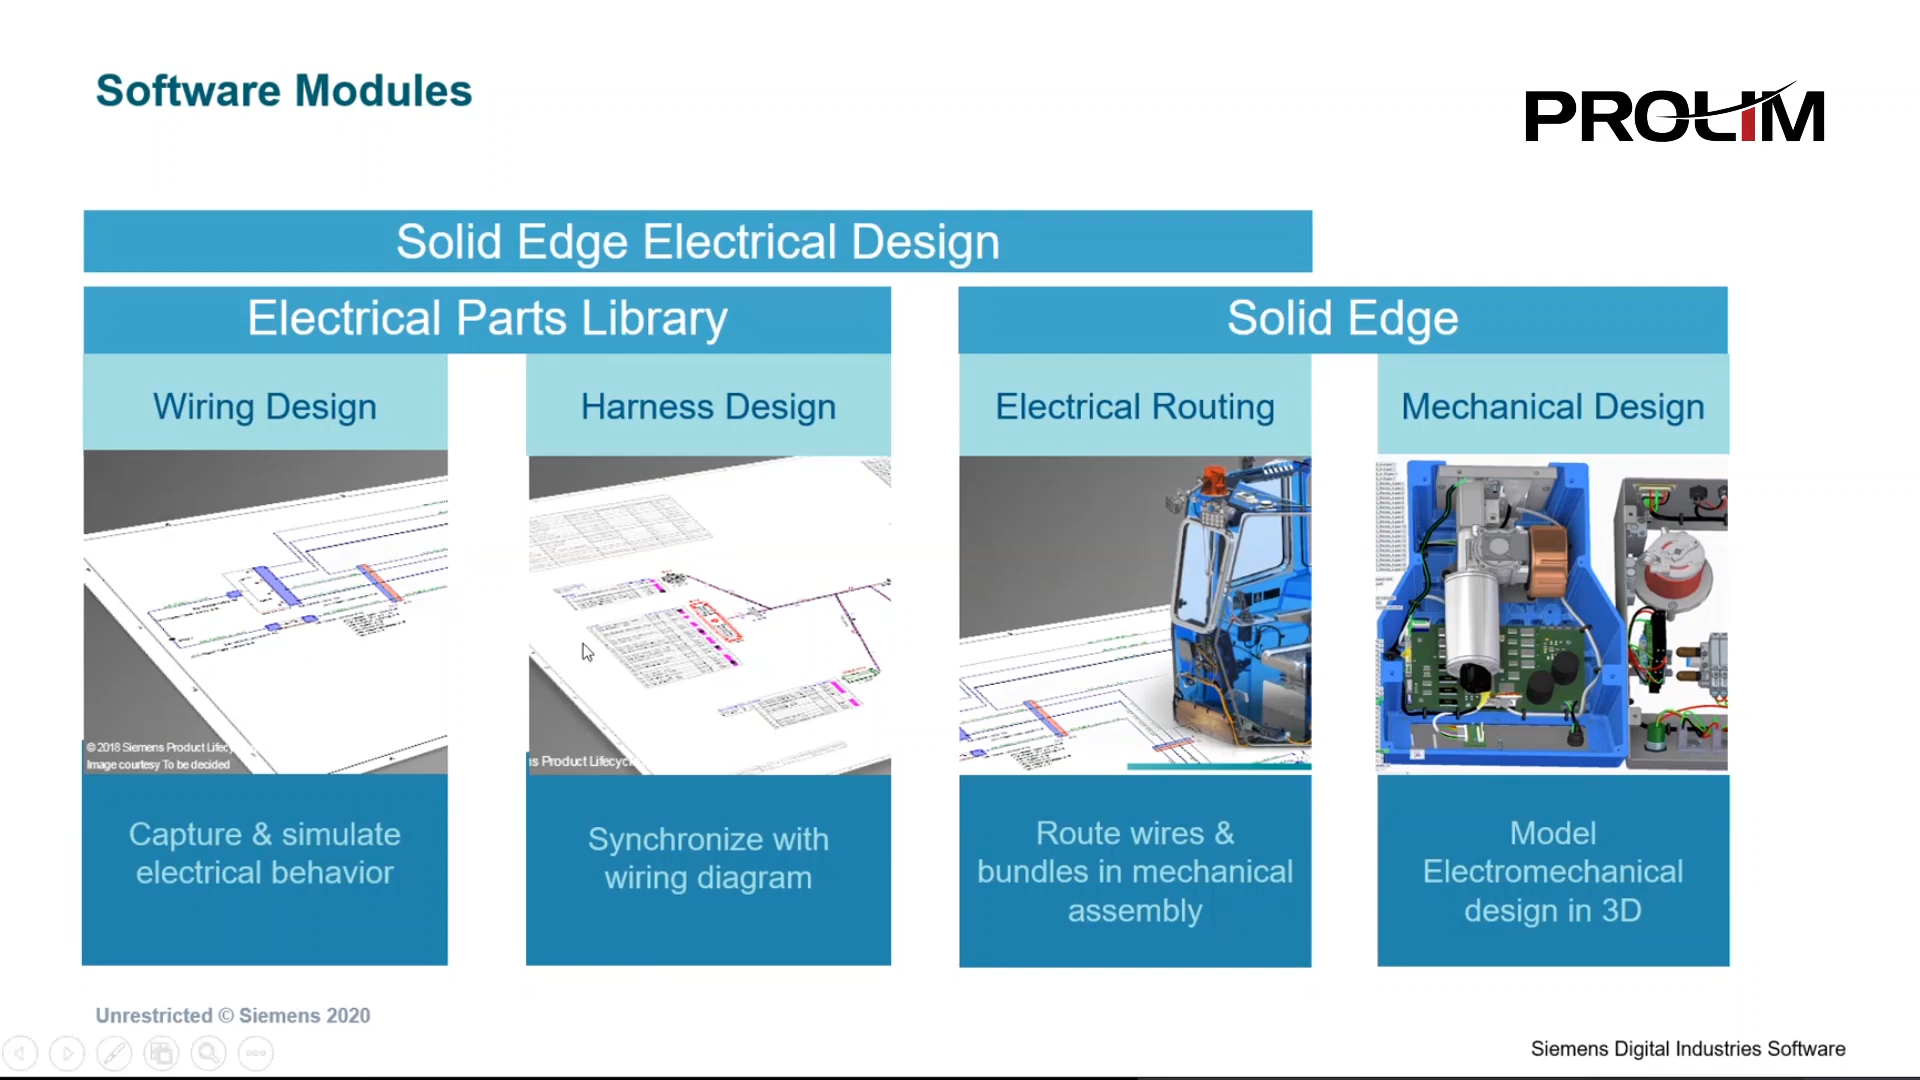 Software Modules
PROLIM
Solid Edge Electrical Design
Electrical Parts Library
Solid Edge
Wiring Design
Harness Design
Electrical Routing
Mechanical Design
© 2018 Siemens Product Lifecy
Image courtesy To be decided
s Product Lifecyc
Capture & simulate
electrical behavior
Synchronize with
wiring diagram
Route wires &
bundles in mechanical
assembly
Model
Electromechanical
design in 3D
Unrestricted © Siemens 2020
Siemens Digital Industries Software